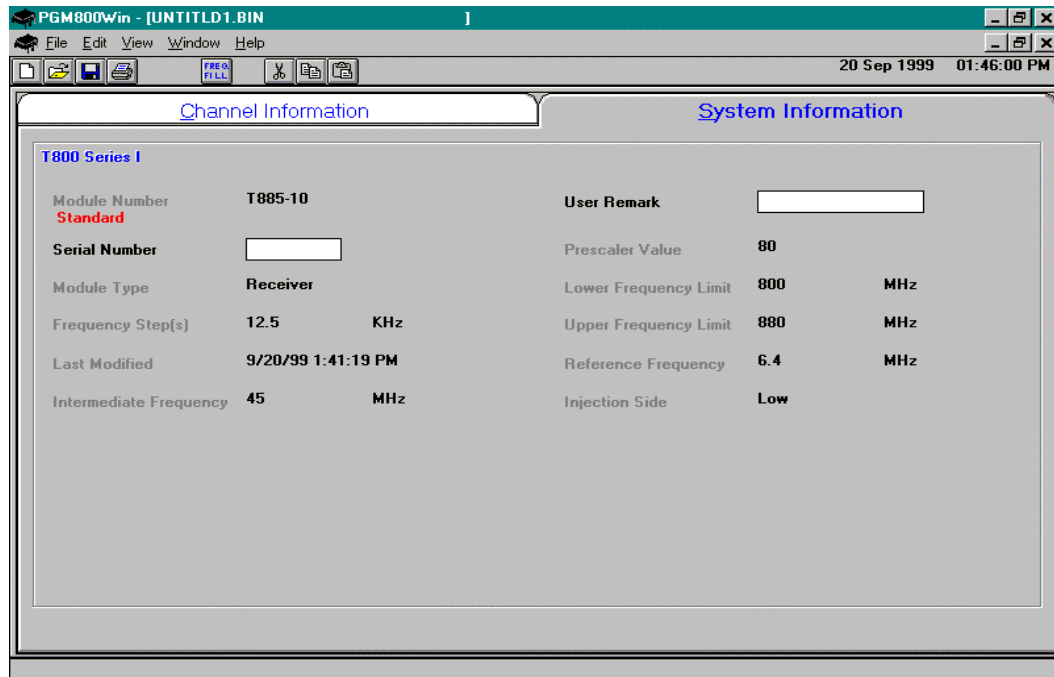 PGM800Win - [UNTITLD1.BIN ]
File Edit View Window Help
FREQ. FILL
20 Sep 1999 01:46:00 PM
Channel Information
System Information
T800 Series I
Module Number T885-10
Standard
User Remark
Serial Number
Prescaler Value 80
Module Type Receiver
Lower Frequency Limit 800 MHz
Frequency Step(s) 12.5 KHz
Upper Frequency Limit 880 MHz
Last Modified 9/20/99 1:41:19 PM
Reference Frequency 6.4 MHz
Intermediate Frequency 45 MHz
Injection Side Low